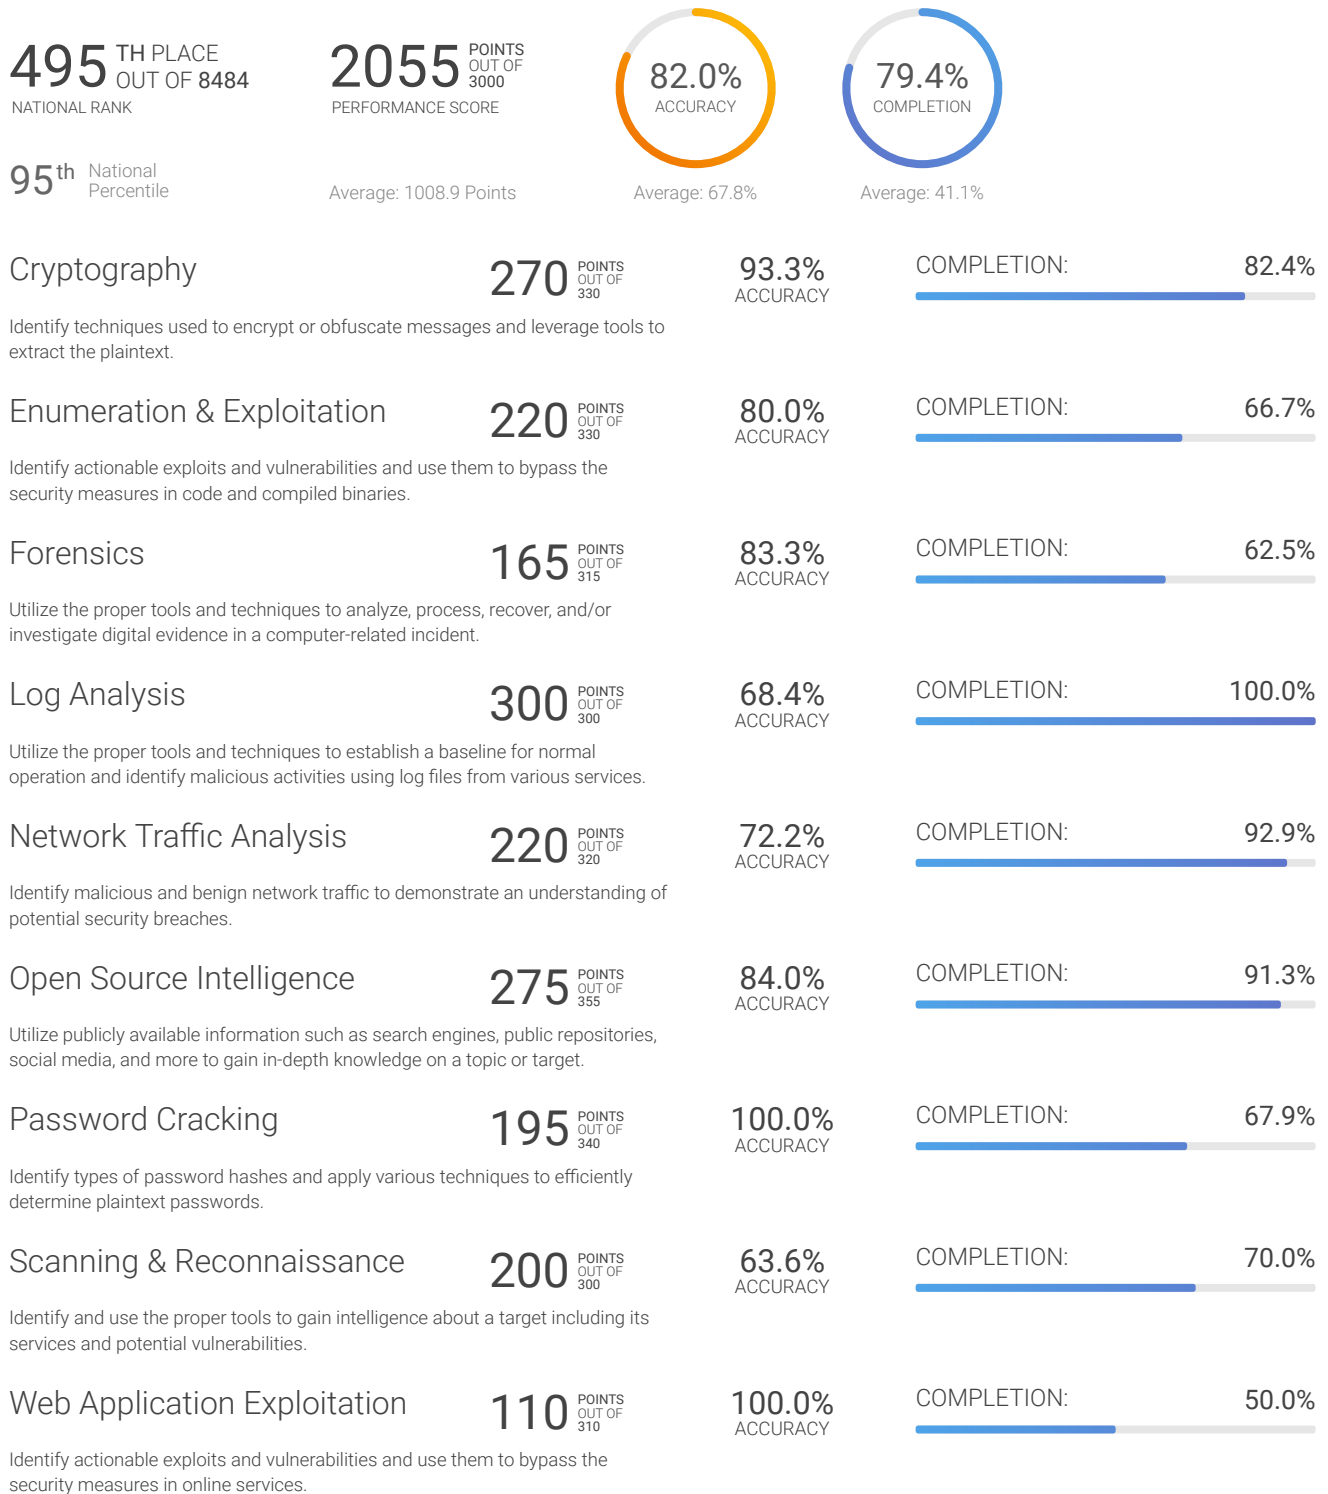 495 TH PLACE
OUT OF 8484
NATIONAL RANK
2055 POINTS
OUT OF
3000
PERFORMANCE SCORE
82.0%
ACCURACY
79.4%
COMPLETION
95th National
Percentile
Average: 1008.9 Points
Average: 67.8%
Average: 41.1%
Cryptography
270 POINTS
OUT OF
330
93.3%
ACCURACY
COMPLETION: 82.4%
Identify techniques used to encrypt or obfuscate messages and leverage tools to
extract the plaintext.
Enumeration & Exploitation
220 POINTS
OUT OF
330
80.0%
ACCURACY
COMPLETION: 66.7%
Identify actionable exploits and vulnerabilities and use them to bypass the
security measures in code and compiled binaries.
Forensics
165 POINTS
OUT OF
315
83.3%
ACCURACY
COMPLETION: 62.5%
Utilize the proper tools and techniques to analyze, process, recover, and/or
investigate digital evidence in a computer-related incident.
Log Analysis
300 POINTS
OUT OF
300
68.4%
ACCURACY
COMPLETION: 100.0%
Utilize the proper tools and techniques to establish a baseline for normal
operation and identify malicious activities using log files from various services.
Network Traffic Analysis
220 POINTS
OUT OF
320
72.2%
ACCURACY
COMPLETION: 92.9%
Identify malicious and benign network traffic to demonstrate an understanding of
potential security breaches.
Open Source Intelligence
275 POINTS
OUT OF
355
84.0%
ACCURACY
COMPLETION: 91.3%
Utilize publicly available information such as search engines, public repositories,
social media, and more to gain in-depth knowledge on a topic or target.
Password Cracking
195 POINTS
OUT OF
340
100.0%
ACCURACY
COMPLETION: 67.9%
Identify types of password hashes and apply various techniques to efficiently
determine plaintext passwords.
Scanning & Reconnaissance
200 POINTS
OUT OF
300
63.6%
ACCURACY
COMPLETION: 70.0%
Identify and use the proper tools to gain intelligence about a target including its
services and potential vulnerabilities.
Web Application Exploitation
110 POINTS
OUT OF
310
100.0%
ACCURACY
COMPLETION: 50.0%
Identify actionable exploits and vulnerabilities and use them to bypass the
security measures in online services.